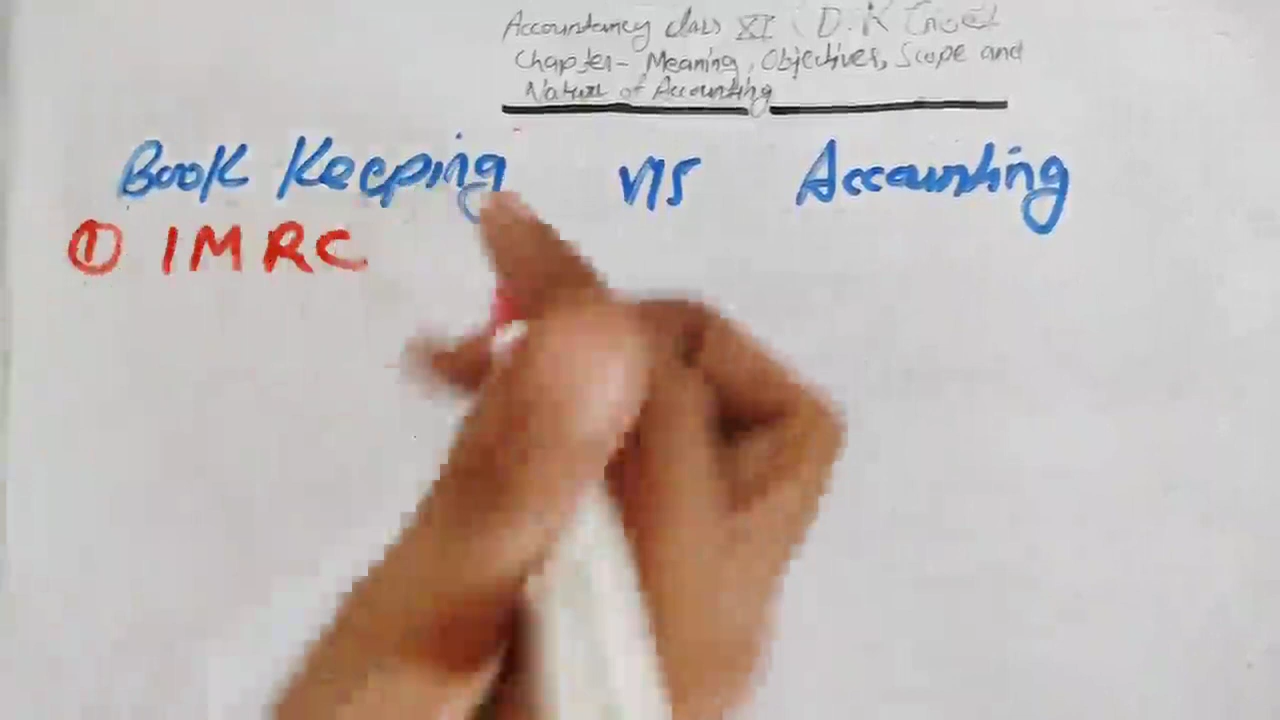 Accountancy class XI ( D.K Goel
Chapter- Meaning, Objectives, Scope and
Nature of Accounting
Book Keeping V/S Accounting
① IMRC